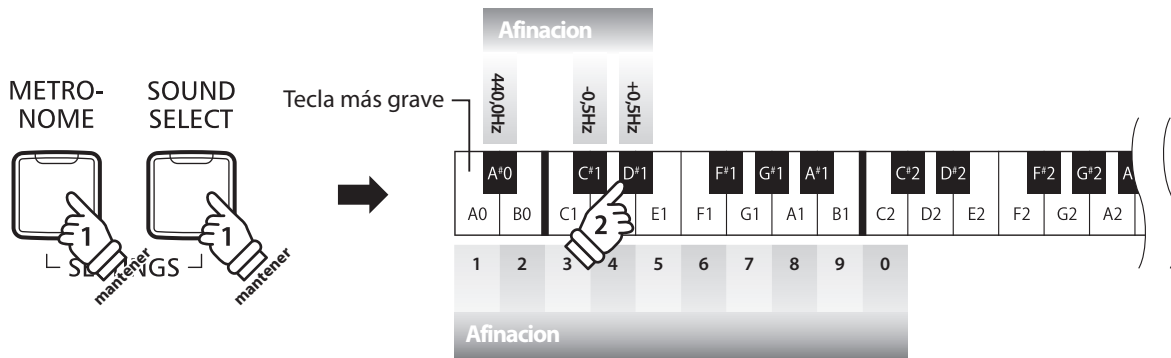 Afinacion
440,0Hz
-0,5Hz
+0,5Hz
METRO-
NOME
SOUND
SELECT
Tecla más grave
1
1
mantener
mantener
A#0 C#1 D#1 F#1 G#1 A#1 C#2 D#2 F#2 G#2 A
A0 B0 C1 E1 F1 G1 A1 B1 C2 D2 E2 F2 G2 A2
2
1 2 3 4 5 6 7 8 9 0
Afinacion